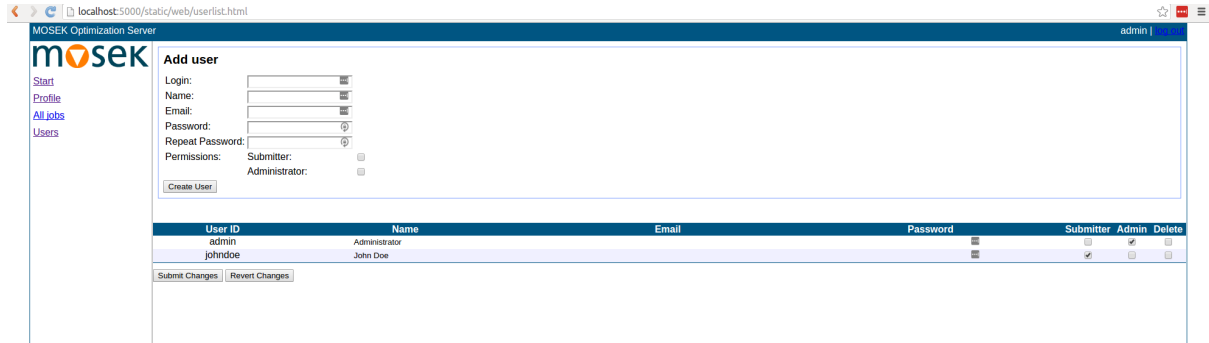 localhost:5000/static/web/userlist.html
MOSEK Optimization Server admin | log out
mosek
Start
Profile
All jobs
Users
Add user
Login:
Name:
Email:
Password:
Repeat Password:
Permissions: Submitter:
Administrator:
Create User
User ID Name Email Password Submitter Admin Delete
admin Administrator
johndoe John Doe
Submit Changes Revert Changes